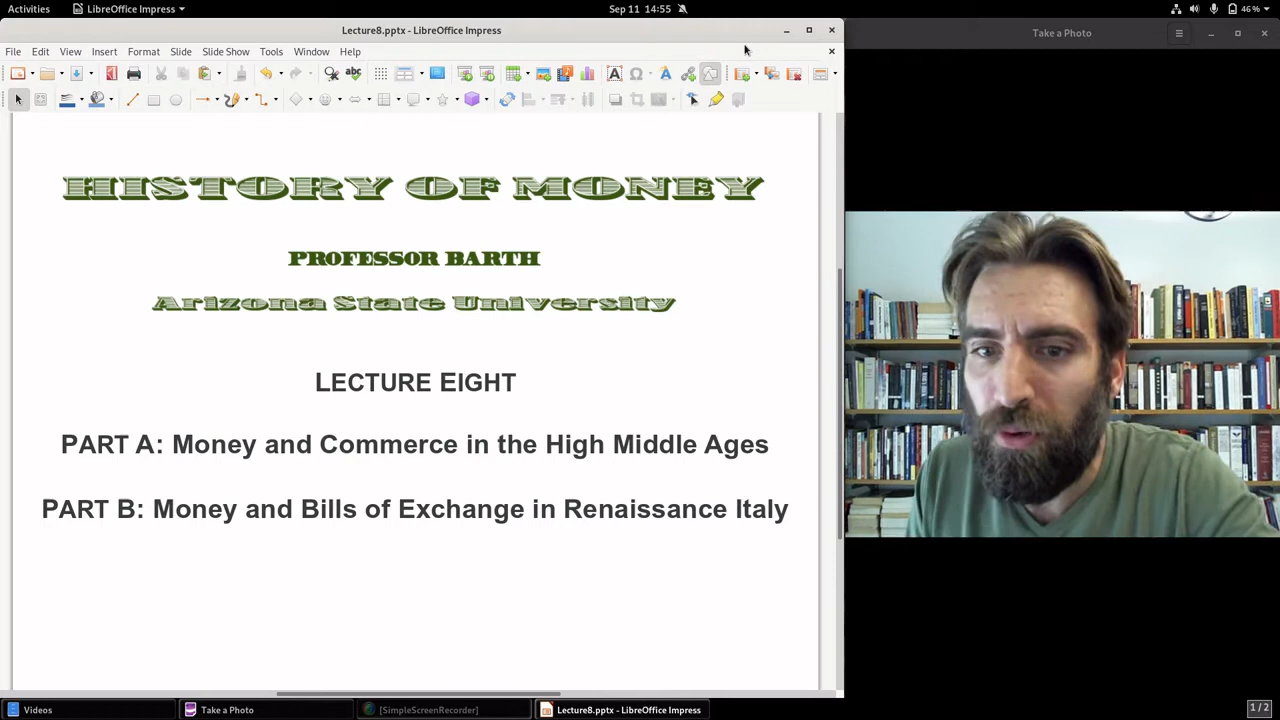 Activities
LibreOffice Impress
Sep 11 14:55
46%
Lecture8.pptx - LibreOffice Impress
Take a Photo
File Edit View Insert Format Slide Slide Show Tools Window Help
HISTORY OF MONEY
PROFESSOR BARTH
Arizona State University
LECTURE EIGHT
PART A: Money and Commerce in the High Middle Ages
PART B: Money and Bills of Exchange in Renaissance Italy
Videos
Take a Photo
[SimpleScreenRecorder]
Lecture8.pptx - LibreOffice Impress
1/2